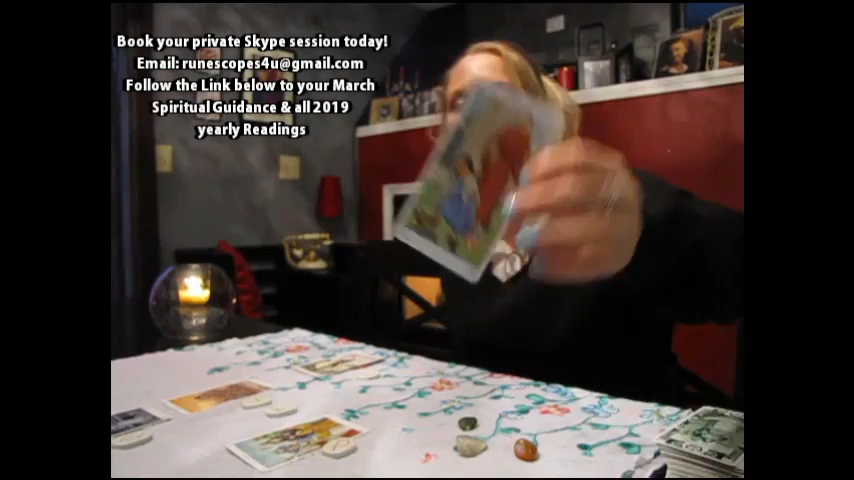 Book your private Skype session today!
Email: runescopes4u@gmail.com
Follow the Link below to your March
Spiritual Guidance & all 2019
yearly Readings